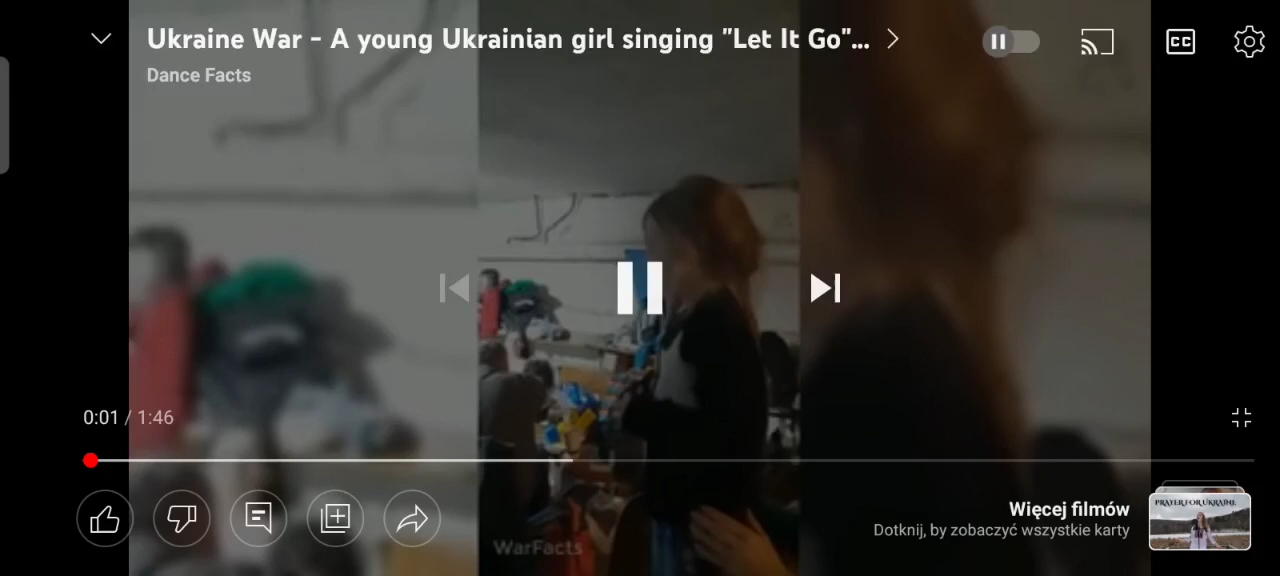 Ukraine War - A young Ukrainian girl singing "Let It Go"...
Dance Facts
CC
0:01 / 1:46
Więcej filmów
Dotknij, by zobaczyć wszystkie karty
PRAYER FOR UKRAINE
WarFacts